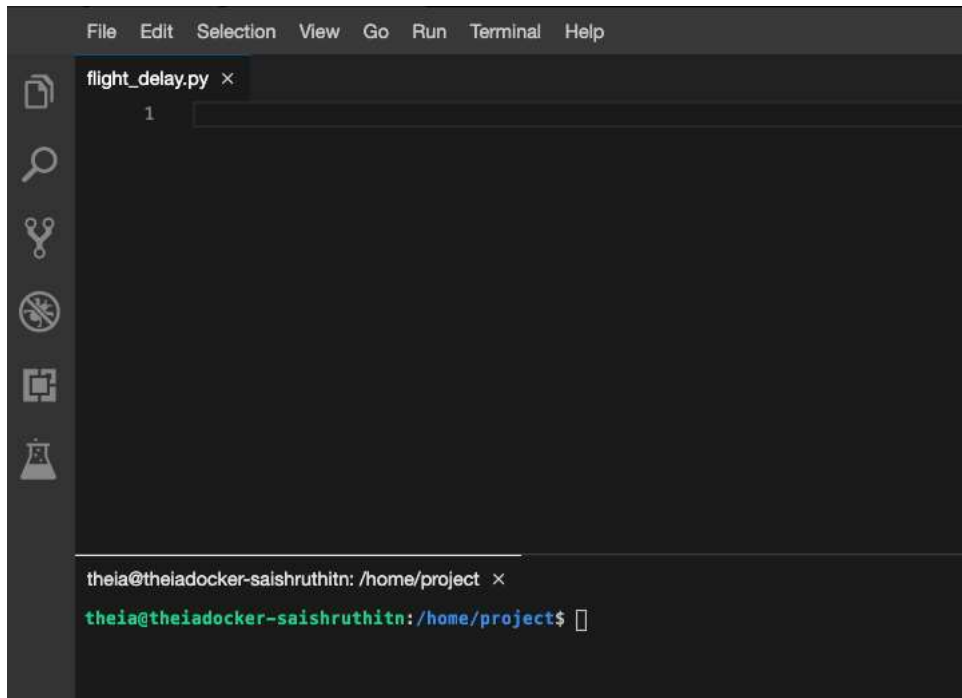 File Edit Selection View Go Run Terminal Help
flight_delay.py ×
1
theia@theiadocker-saishruthitn: /home/project ×
theia@theiadocker-saishruthitn:/home/project$